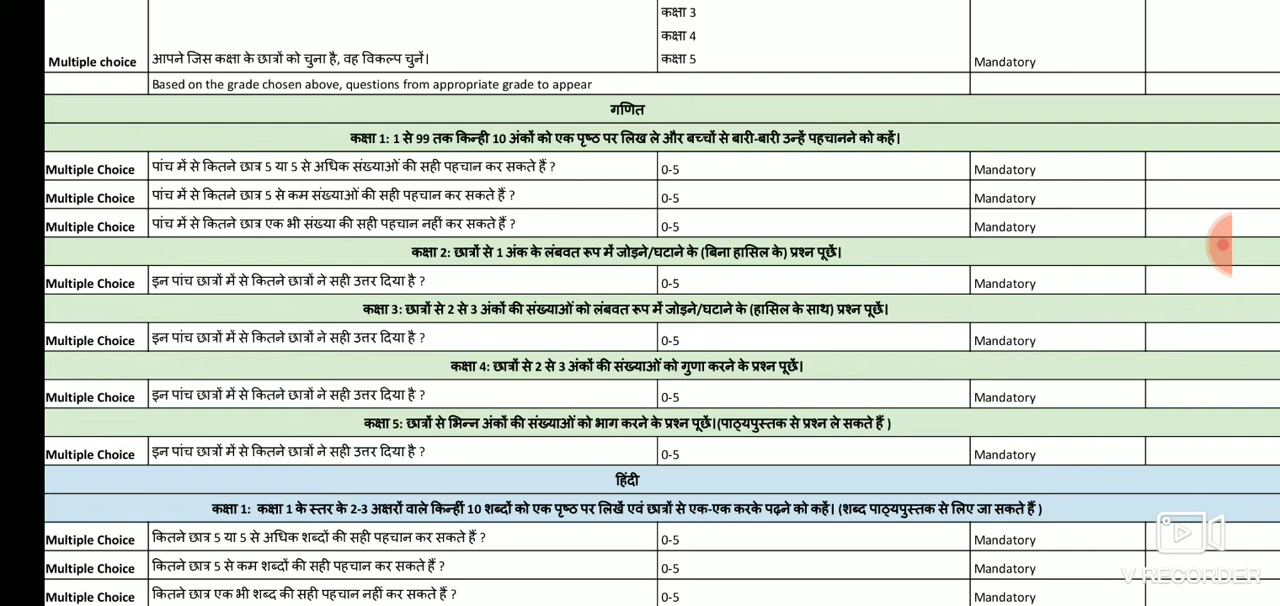 कक्षा 3
कक्षा 4
Multiple choice आपने जिस कक्षा के छात्रों को चुना है, वह विकल्प चुनें। कक्षा 5 Mandatory
Based on the grade chosen above, questions from appropriate grade to appear
गणित
कक्षा 1: 1 से 99 तक किन्ही 10 अंकों को एक पृष्ठ पर लिख ले और बच्चों से बारी-बारी उन्हें पहचानने को कहें।
Multiple Choice पांच में से कितने छात्र 5 या 5 से अधिक संख्याओं की सही पहचान कर सकते हैं ? 0-5 Mandatory
Multiple Choice पांच में से कितने छात्र 5 से कम संख्याओं की सही पहचान कर सकते हैं ? 0-5 Mandatory
Multiple Choice पांच में से कितने छात्र एक भी संख्या की सही पहचान नहीं कर सकते हैं ? 0-5 Mandatory
कक्षा 2: छात्रों से 1 अंक के लंबवत रूप में जोड़ने/घटाने के (बिना हासिल के) प्रश्न पूछें।
Multiple Choice इन पांच छात्रों में से कितने छात्रों ने सही उत्तर दिया है ? 0-5 Mandatory
कक्षा 3: छात्रों से 2 से 3 अंकों की संख्याओं को लंबवत रूप में जोड़ने/घटाने के (हासिल के साथ) प्रश्न पूछें।
Multiple Choice इन पांच छात्रों में से कितने छात्रों ने सही उत्तर दिया है ? 0-5 Mandatory
कक्षा 4: छात्रों से 2 से 3 अंकों की संख्याओं को गुणा करने के प्रश्न पूछें।
Multiple Choice इन पांच छात्रों में से कितने छात्रों ने सही उत्तर दिया है ? 0-5 Mandatory
कक्षा 5: छात्रों से भिन्न अंकों की संख्याओं को भाग करने के प्रश्न पूछें।(पाठ्यपुस्तक से प्रश्न ले सकते हैं )
Multiple Choice इन पांच छात्रों में से कितने छात्रों ने सही उत्तर दिया है ? 0-5 Mandatory
हिंदी
कक्षा 1: कक्षा 1 के स्तर के 2-3 अक्षरों वाले किन्हीं 10 शब्दों को एक पृष्ठ पर लिखें एवं छात्रों से एक-एक करके पढ़ने को कहें। (शब्द पाठ्यपुस्तक से लिए जा सकते हैं )
Multiple Choice कितने छात्र 5 या 5 से अधिक शब्दों की सही पहचान कर सकते हैं ? 0-5 Mandatory
Multiple Choice कितने छात्र 5 से कम शब्दों की सही पहचान कर सकते हैं ? 0-5 Mandatory
Multiple Choice कितने छात्र एक भी शब्द की सही पहचान नहीं कर सकते हैं ? 0-5 Mandatory
V RECORDER